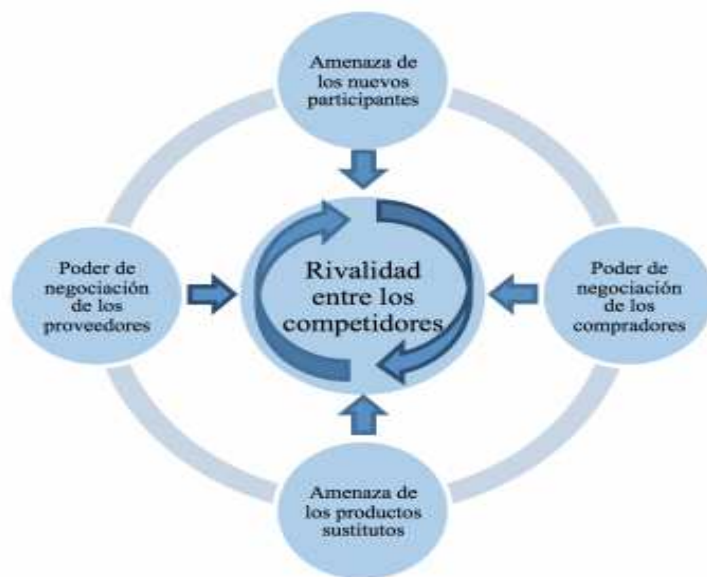 Amenaza de
los nuevos
participantes
Poder de
negociación
de los
proveedores
Rivalidad
entre los
competidores
Poder de
negociación
de los
compradores
Amenaza de
los productos
sustitutos